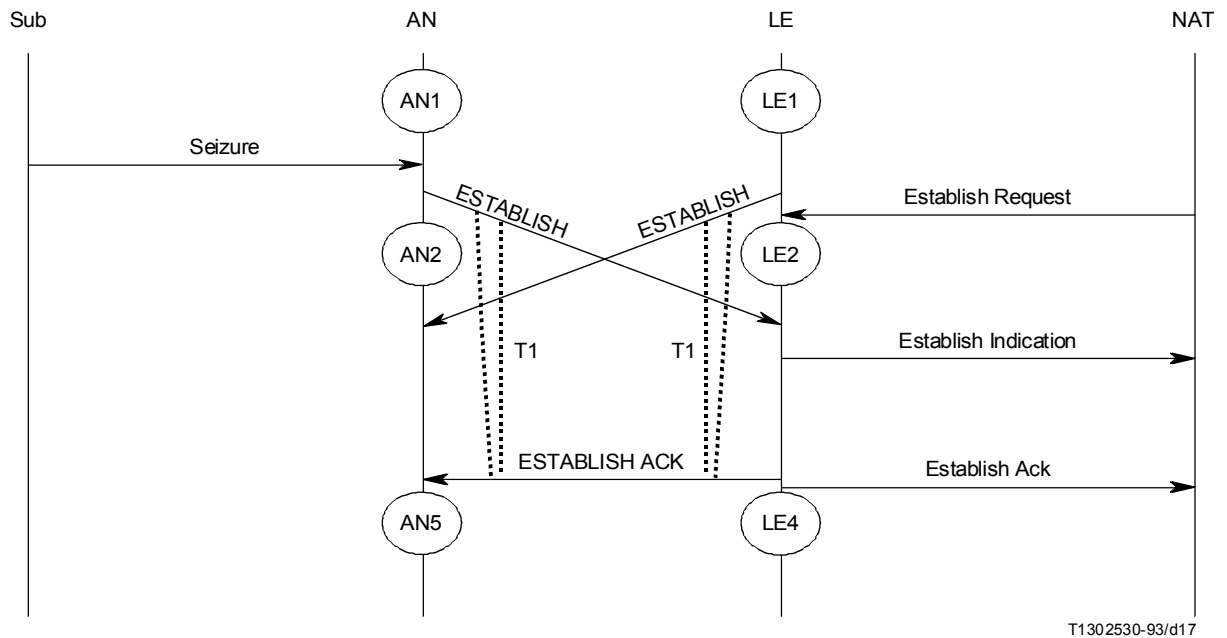 Sub AN LE NAT
AN1 LE1
Seizure
ESTABLISH ESTABLISH
Establish Request
AN2 LE2
T1 T1
Establish Indication
ESTABLISH ACK
Establish Ack
AN5 LE4
T1302530-93/d17